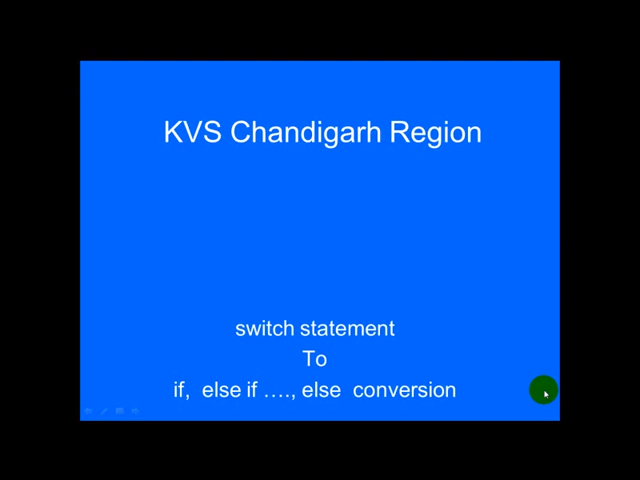 KVS Chandigarh Region
switch statement
To
if, else if …., else conversion